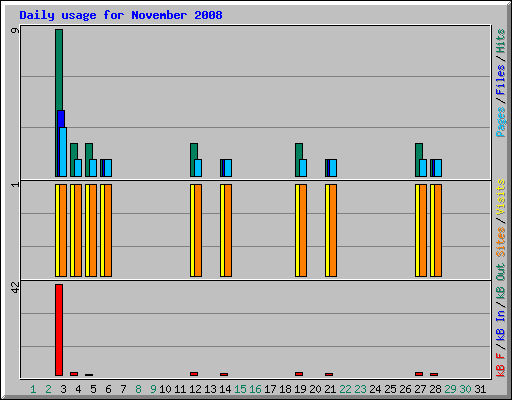 Daily usage for November 2008
9
1
42
Pages / Files / Hits
Sites / Visits
kB F / kB In / kB Out
1 2 3 4 5 6 7 8 9 10 11 12 13 14 15 16 17 18 19 20 21 22 23 24 25 26 27 28 29 30 31